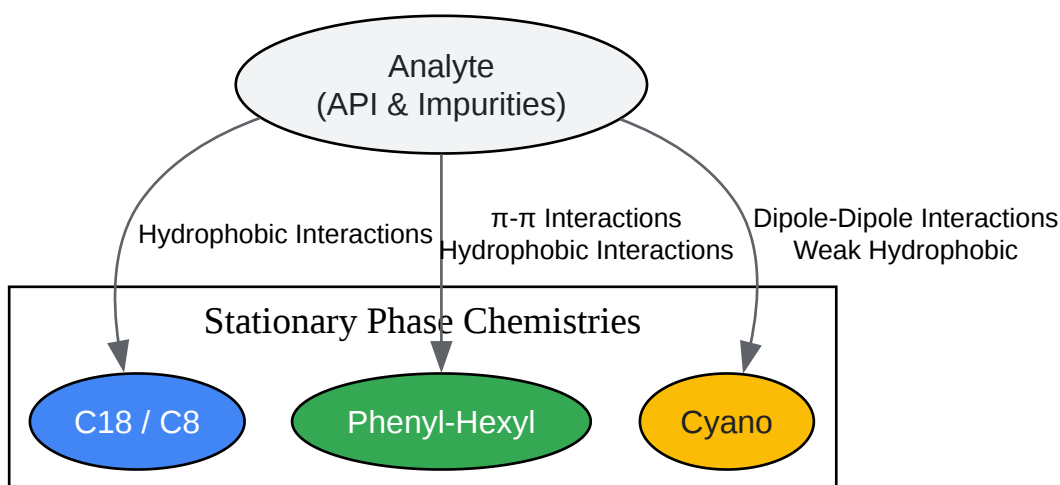 Analyte
(API & Impurities)
Hydrophobic Interactions
π-π Interactions
Hydrophobic Interactions
Dipole-Dipole Interactions
Weak Hydrophobic
Stationary Phase Chemistries
C18 / C8
Phenyl-Hexyl
Cyano